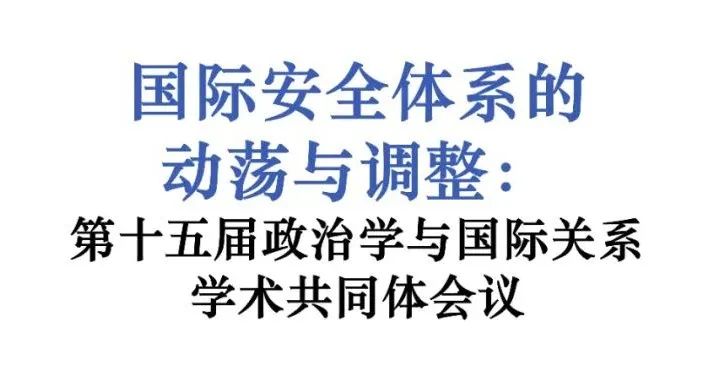 国际安全体系的
动荡与调整：
第十五届政治学与国际关系
学术共同体会议